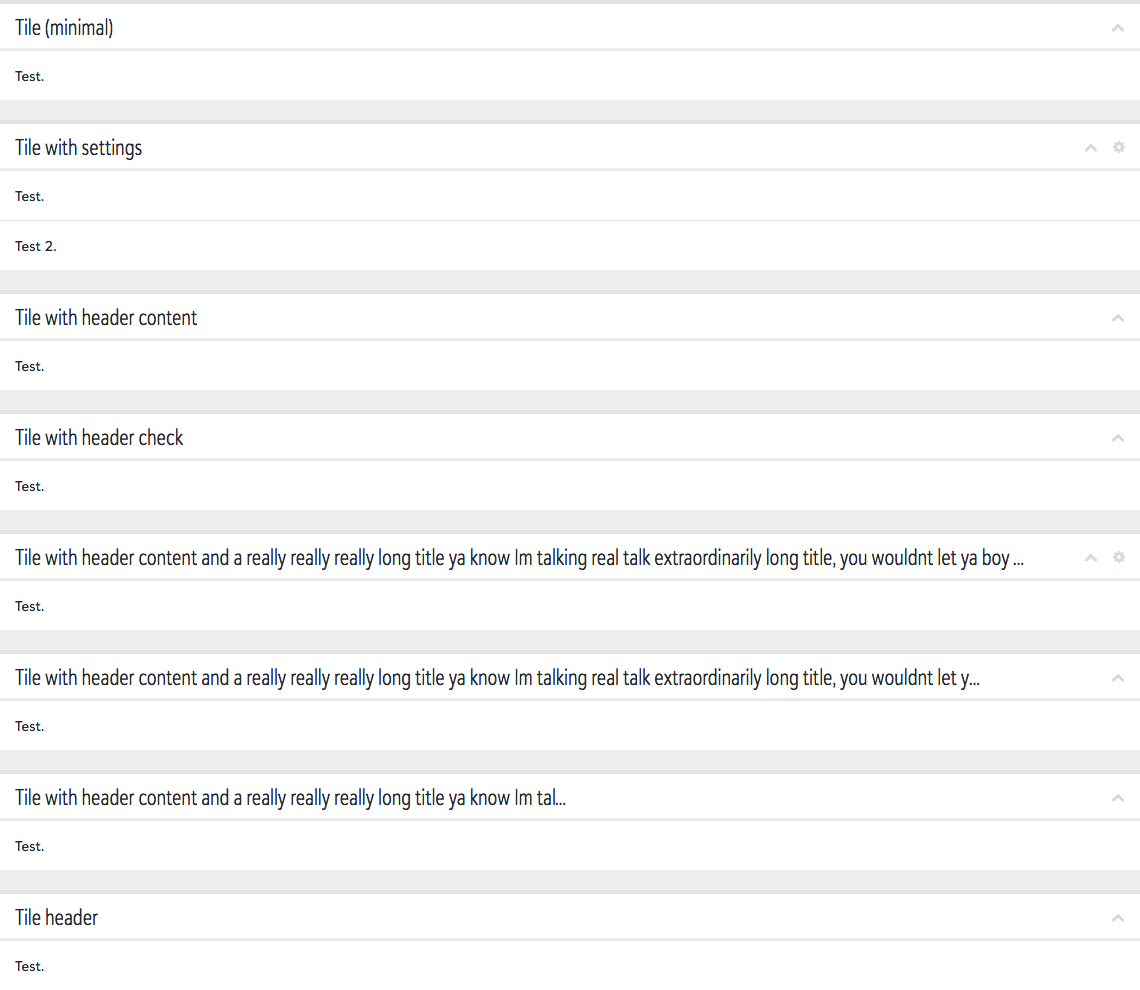 Tile (minimal)
Test.
Tile with settings
Test.
Test 2.
Tile with header content
Test.
Tile with header check
Test.
Tile with header content and a really really really long title ya know Im talking real talk extraordinarily long title, you wouldnt let ya boy ...
Test.
Tile with header content and a really really really long title ya know Im talking real talk extraordinarily long title, you wouldnt let y...
Test.
Tile with header content and a really really really long title ya know Im tal...
Test.
Tile header
Test.